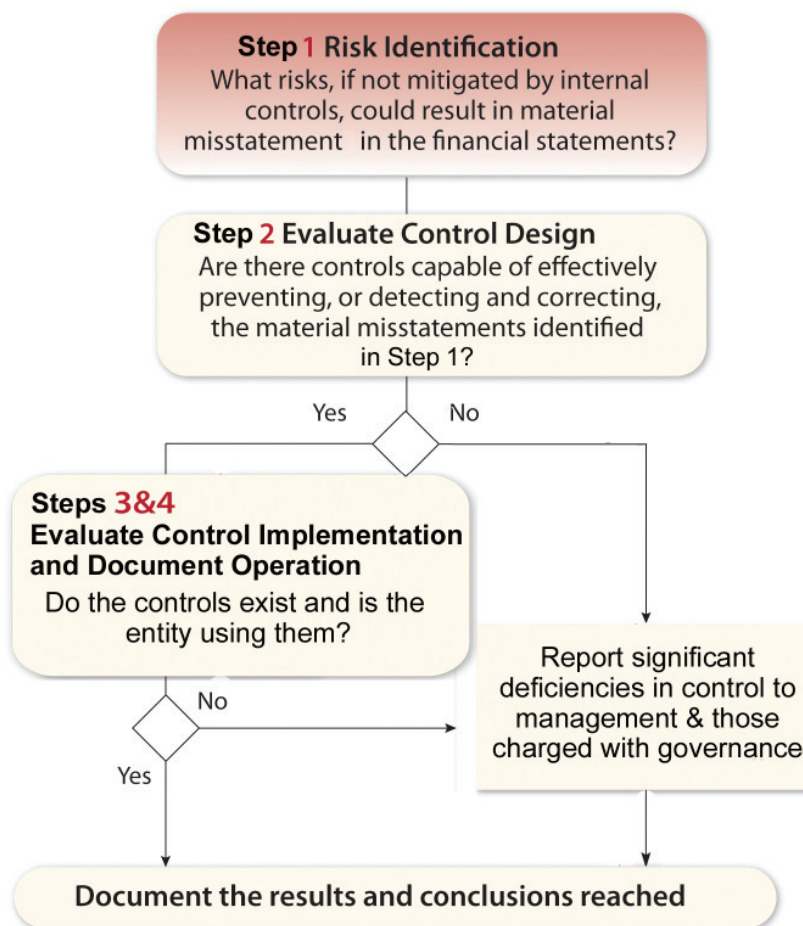 Step 1 Risk Identification
What risks, if not mitigated by internal
controls, could result in material
misstatement in the financial statements?
Step 2 Evaluate Control Design
Are there controls capable of effectively
preventing, or detecting and correcting,
the material misstatements identified
in Step 1?
Yes
No
Steps 3&4
Evaluate Control Implementation
and Document Operation
Do the controls exist and is the
entity using them?
No
Yes
Report significant
deficiencies in control to
management & those
charged with governance
Document the results and conclusions reached